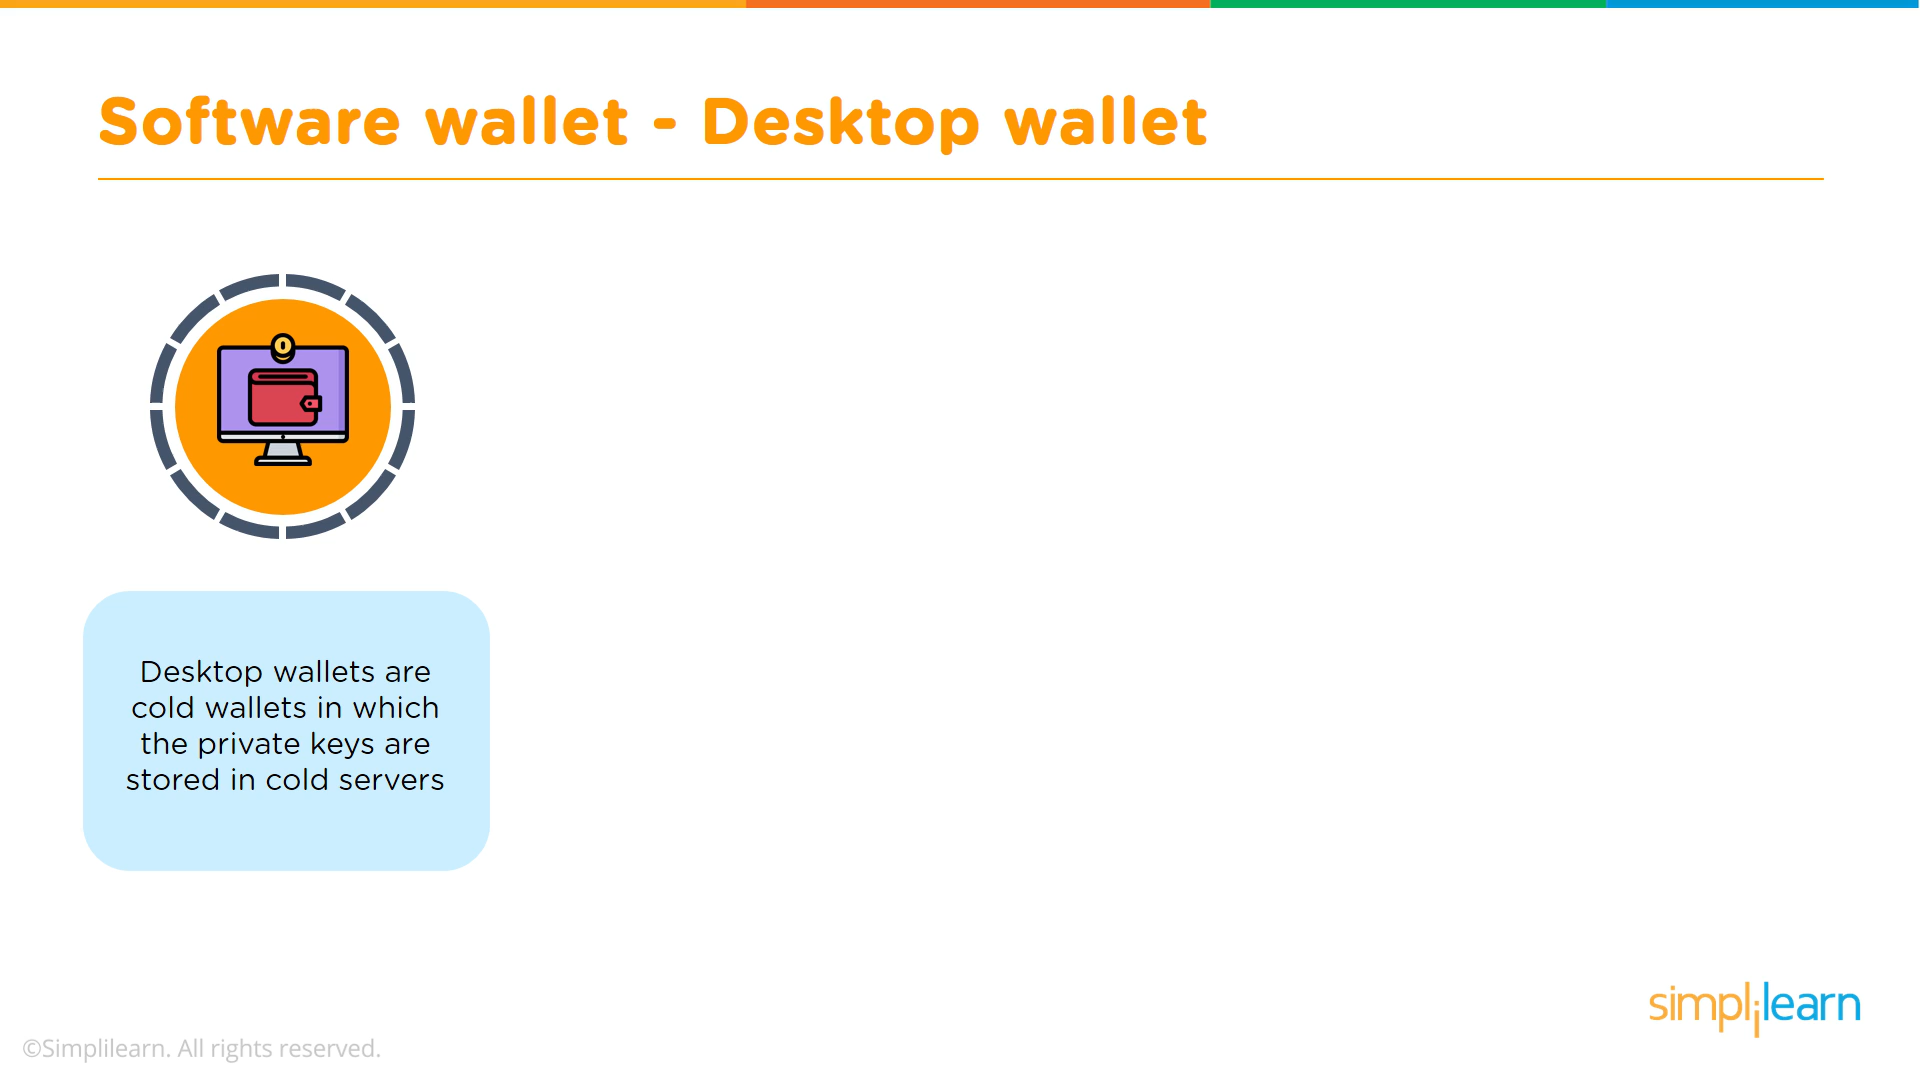 Software wallet - Desktop wallet
Desktop wallets are
cold wallets in which
the private keys are
stored in cold servers
simplilearn
©Simplilearn. All rights reserved.